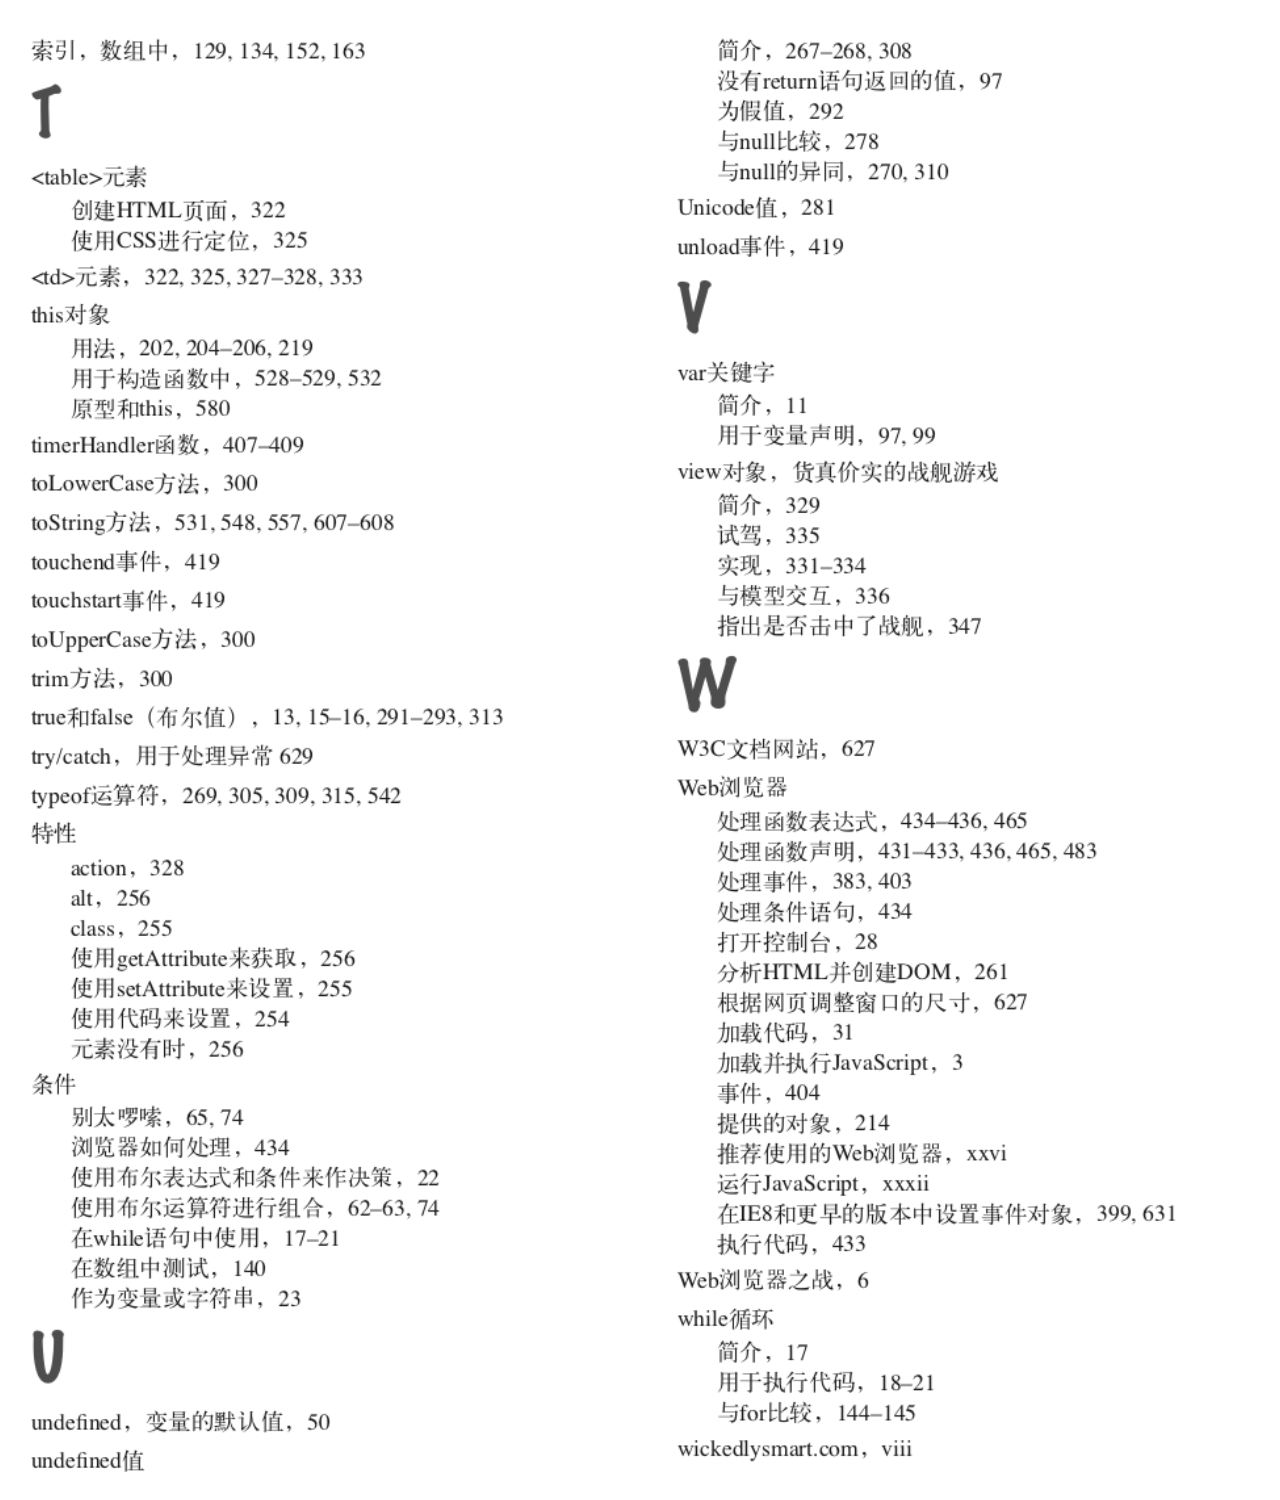 索引，数组中，129, 134, 152, 163
T
<table>元素
创建HTML页面，322
使用CSS进行定位，325
<td>元素，322, 325, 327–328, 333
this对象
用法，202, 204–206, 219
用于构造函数中，528–529, 532
原型和this，580
timerHandler函数，407–409
toLowerCase方法，300
toString方法，531, 548, 557, 607–608
touchend事件，419
touchstart事件，419
toUpperCase方法，300
trim方法，300
true和false（布尔值），13, 15–16, 291–293, 313
try/catch，用于处理异常 629
typeof运算符，269, 305, 309, 315, 542
特性
action，328
alt，256
class，255
使用getAttribute来获取，256
使用setAttribute来设置，255
使用代码来设置，254
元素没有时，256
条件
别太啰嗦，65, 74
浏览器如何处理，434
使用布尔表达式和条件来作决策，22
使用布尔运算符进行组合，62–63, 74
在while语句中使用，17–21
在数组中测试，140
作为变量或字符串，23
U
undefined，变量的默认值，50
undefined值
简介，267–268, 308
没有return语句返回的值，97
为假值，292
与null比较，278
与null的异同，270, 310
Unicode值，281
unload事件，419
V
var关键字
简介，11
用于变量声明，97, 99
view对象，货真价实的战舰游戏
简介，329
试驾，335
实现，331–334
与模型交互，336
指出是否击中了战舰，347
W
W3C文档网站，627
Web浏览器
处理函数表达式，434–436, 465
处理函数声明，431–433, 436, 465, 483
处理事件，383, 403
处理条件语句，434
打开控制台，28
分析HTML并创建DOM，261
根据网页调整窗口的尺寸，627
加载代码，31
加载并执行JavaScript，3
事件，404
提供的对象，214
推荐使用的Web浏览器，xxvi
运行JavaScript，xxxii
在IE8和更早的版本中设置事件对象，399, 631
执行代码，433
Web浏览器之战，6
while循环
简介，17
用于执行代码，18–21
与for比较，144–145
wickedlysmart.com，viii